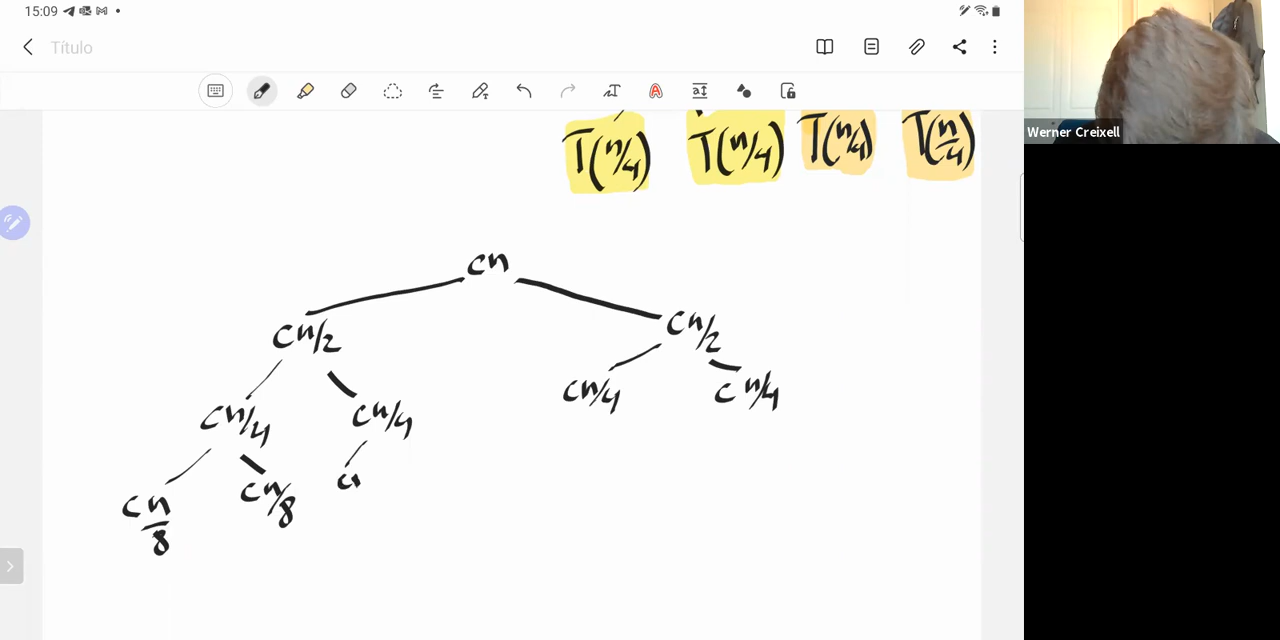 15:09
Título
T(n/4) T(n/4) T(n/4) T(n/4)
Werner Creixell
cn
cn/2 cn/2
cn/4 cn/4 cn/4 cn/4
cn/8 cn/8 c